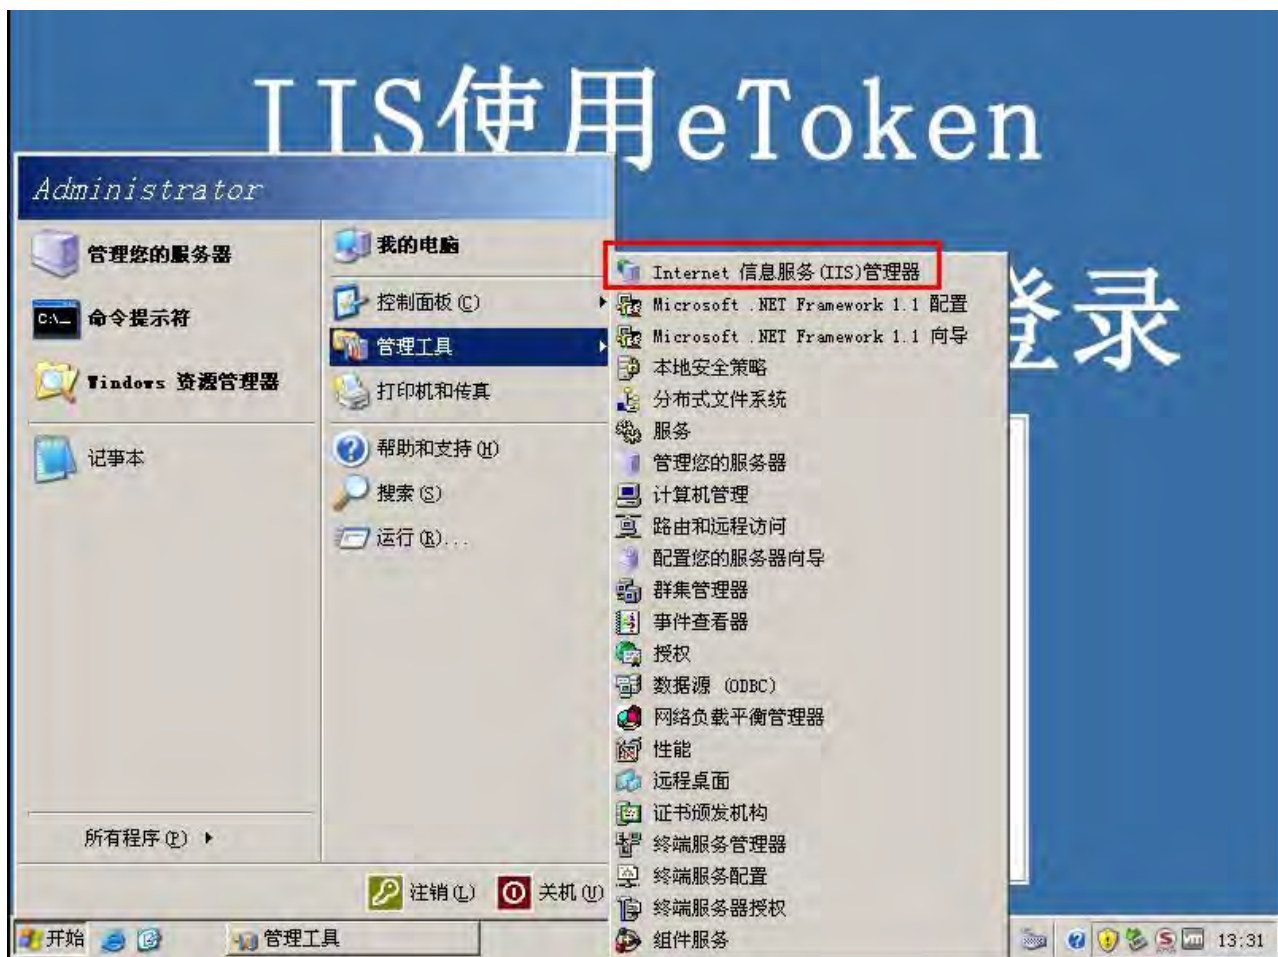 IIS使用eToken
登录
Administrator
管理您的服务器
命令提示符
Windows 资源管理器
记事本
所有程序(P)
我的电脑
控制面板(C)
管理工具
打印机和传真
帮助和支持(H)
搜索(S)
运行(R)...
Internet 信息服务(IIS)管理器
Microsoft .NET Framework 1.1 配置
Microsoft .NET Framework 1.1 向导
本地安全策略
分布式文件系统
服务
管理您的服务器
计算机管理
路由和远程访问
配置您的服务器向导
群集管理器
事件查看器
授权
数据源 (ODBC)
网络负载平衡管理器
性能
远程桌面
证书颁发机构
终端服务管理器
终端服务配置
终端服务器授权
组件服务
注销(L)
关机(U)
开始
管理工具
13:31